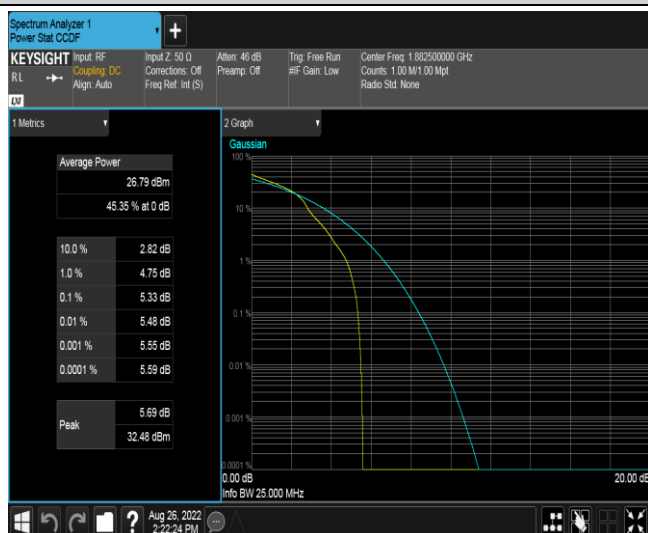 Spectrum Analyzer 1
Power Stat CCDF
+
KEYSIGHT
RL
LXI
Input: RF
Coupling: DC
Align: Auto
Input Z: 50 Ω
Corrections: Off
Freq Ref: Int (S)
Atten: 46 dB
Preamp: Off
Trig: Free Run
#IF Gain: Low
Center Freq: 1.882500000 GHz
Counts: 1.00 M/1.00 Mpt
Radio Std: None
1 Metrics
Average Power
26.79 dBm
45.35 % at 0 dB
10.0 % 2.82 dB
1.0 % 4.75 dB
0.1 % 5.33 dB
0.01 % 5.48 dB
0.001 % 5.55 dB
0.0001 % 5.59 dB
Peak
5.69 dB
32.48 dBm
2 Graph
Gaussian
100 %
10 %
1 %
0.1 %
0.01 %
0.001 %
0.0001 %
0.00 dB
20.00 dB
Info BW 25.000 MHz
?
Aug 26, 2022
2:22:24 PM